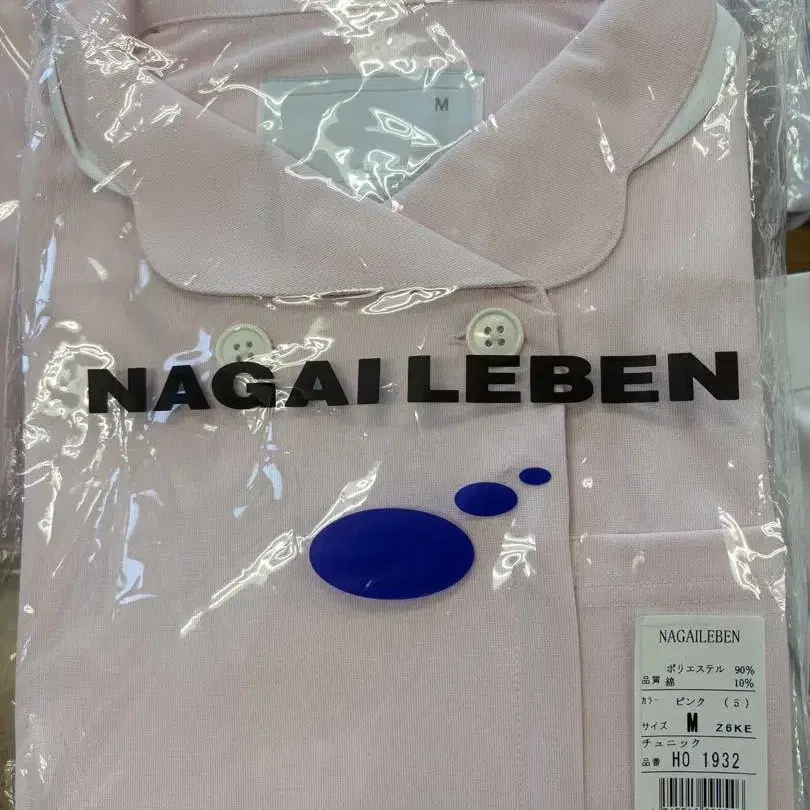 M
NAGAILEBEN
NAGAILEBEN
品質 ポリエステル 90%
綿 10%
カラー ピンク (5)
サイズ M Z6KE
チュニック
品番 HO 1932